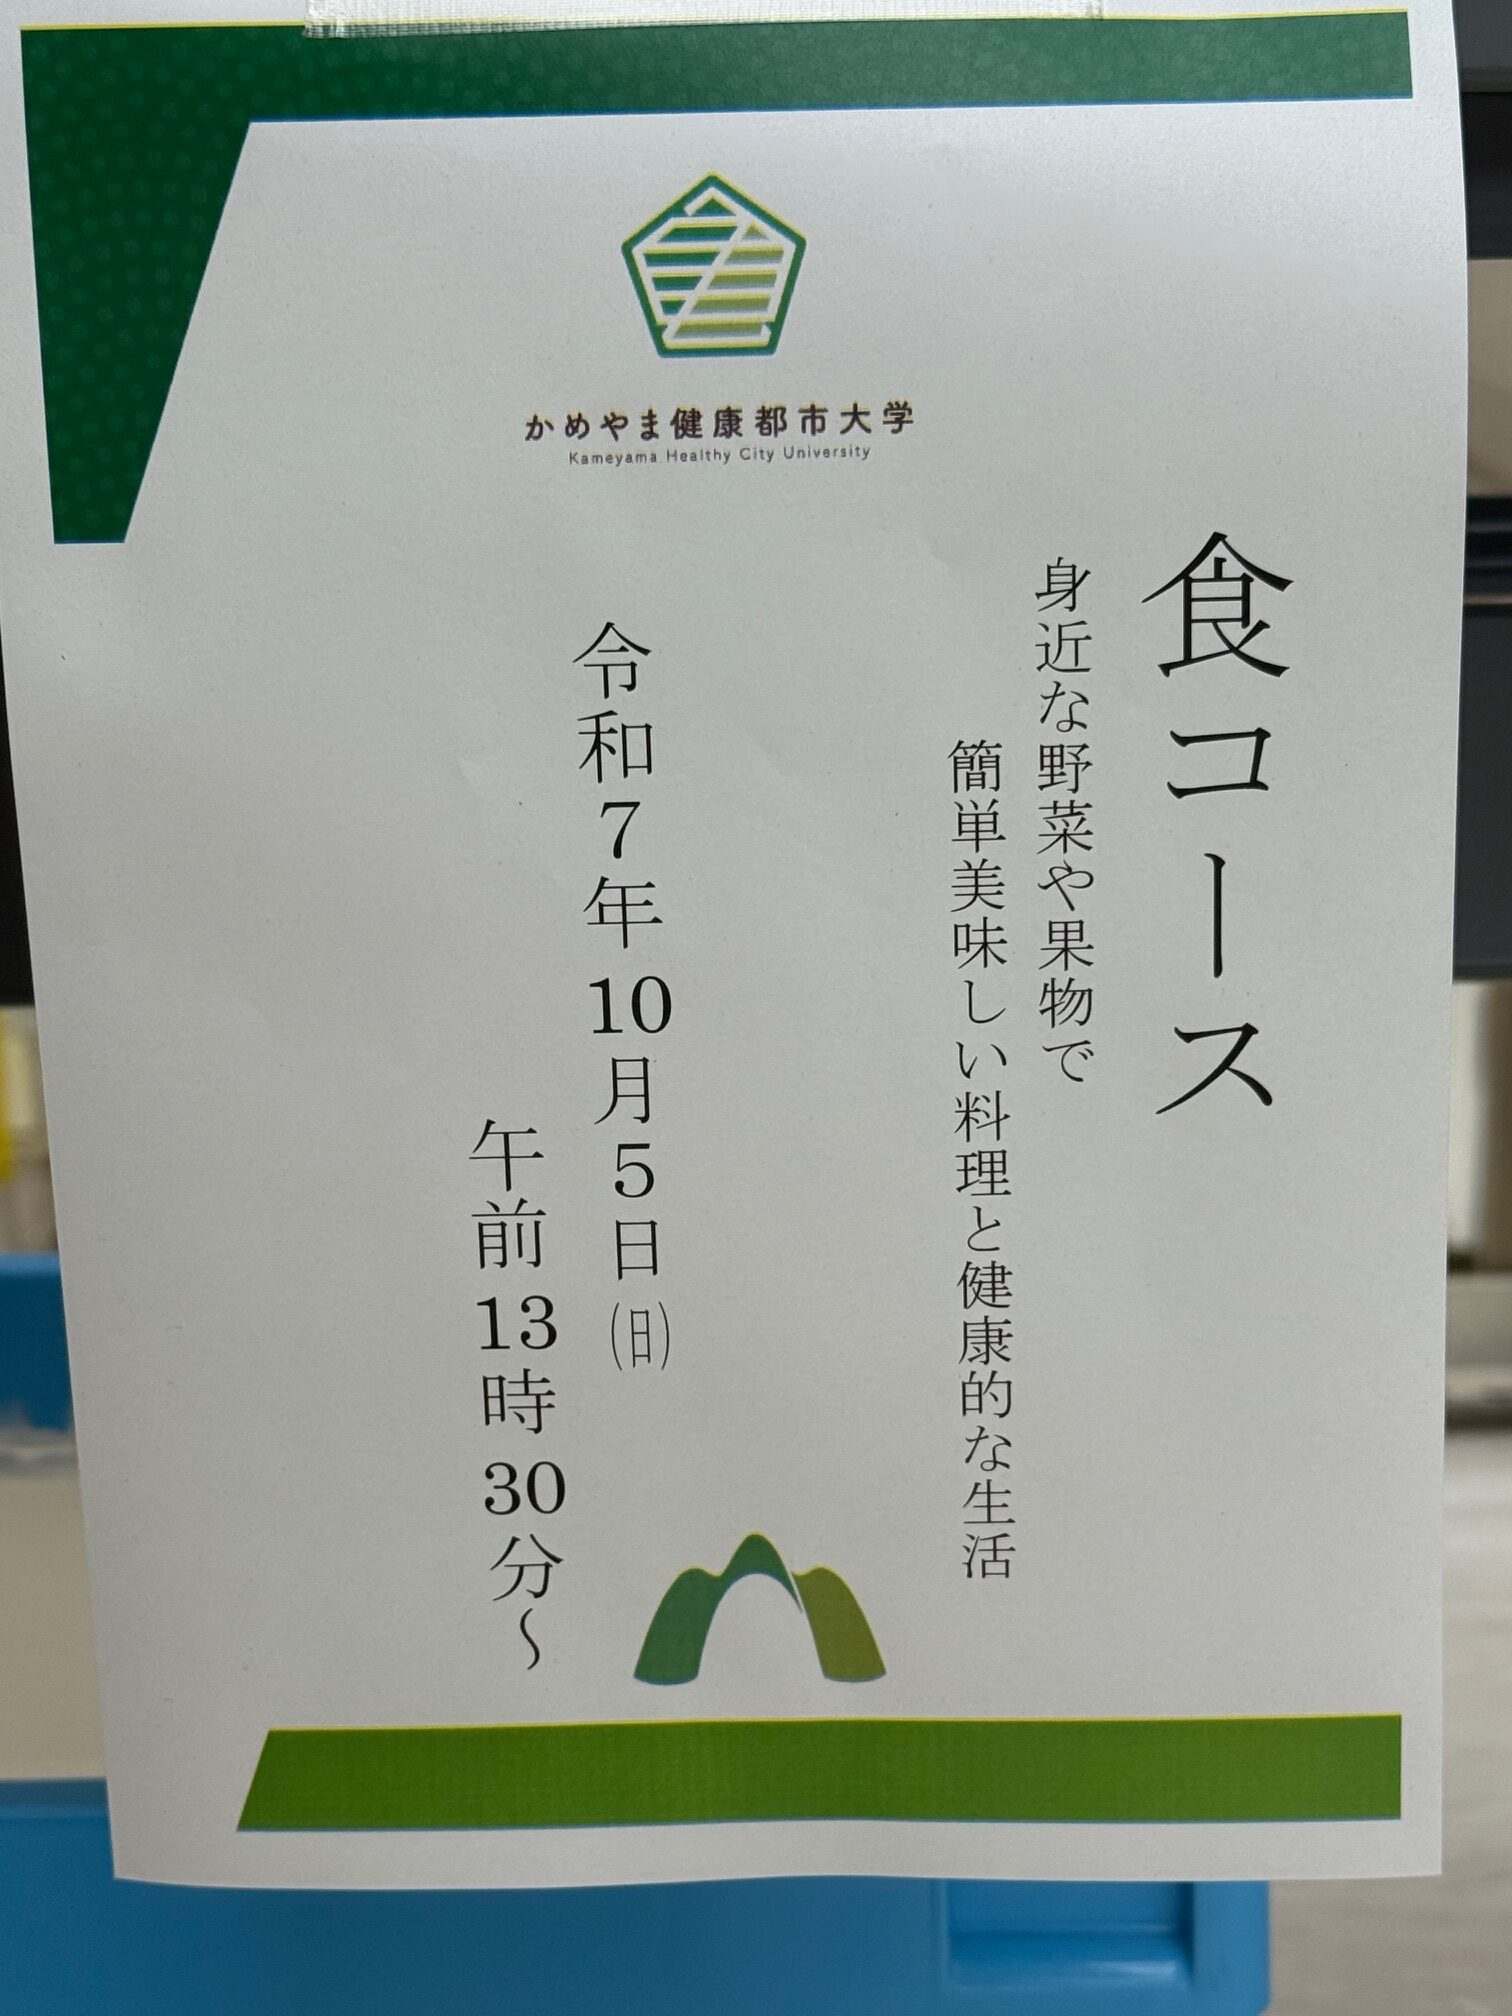 かめやま健康都市大学
Kameyama Healthy City University
食コース
身近な野菜や果物で
簡単美味しい料理と健康的な生活
令和7年10月5日(日)
午前13時30分～